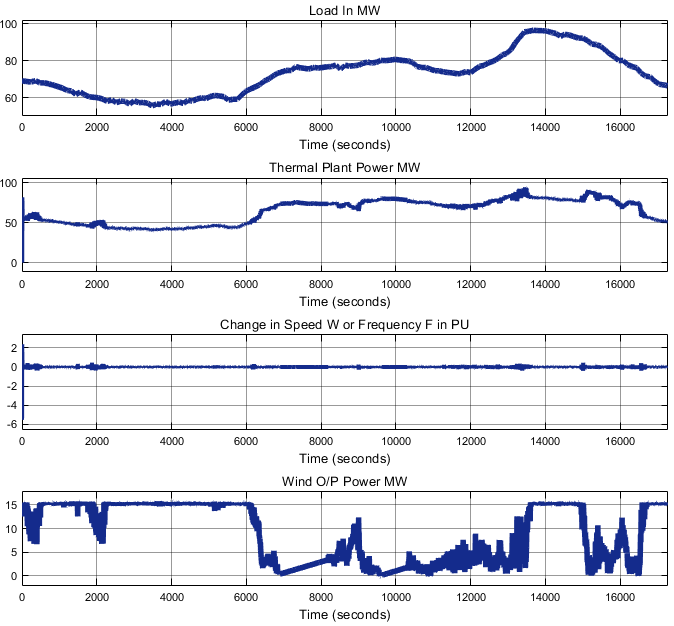 Load In MW
100
80
60
0 2000 4000 6000 8000 10000 12000 14000 16000
Time (seconds)
Thermal Plant Power MW
100
50
0
0 2000 4000 6000 8000 10000 12000 14000 16000
Time (seconds)
Change in Speed W or Frequency F in PU
2
0
-2
-4
-6
0 2000 4000 6000 8000 10000 12000 14000 16000
Time (seconds)
Wind O/P Power MW
15
10
5
0
0 2000 4000 6000 8000 10000 12000 14000 16000
Time (seconds)